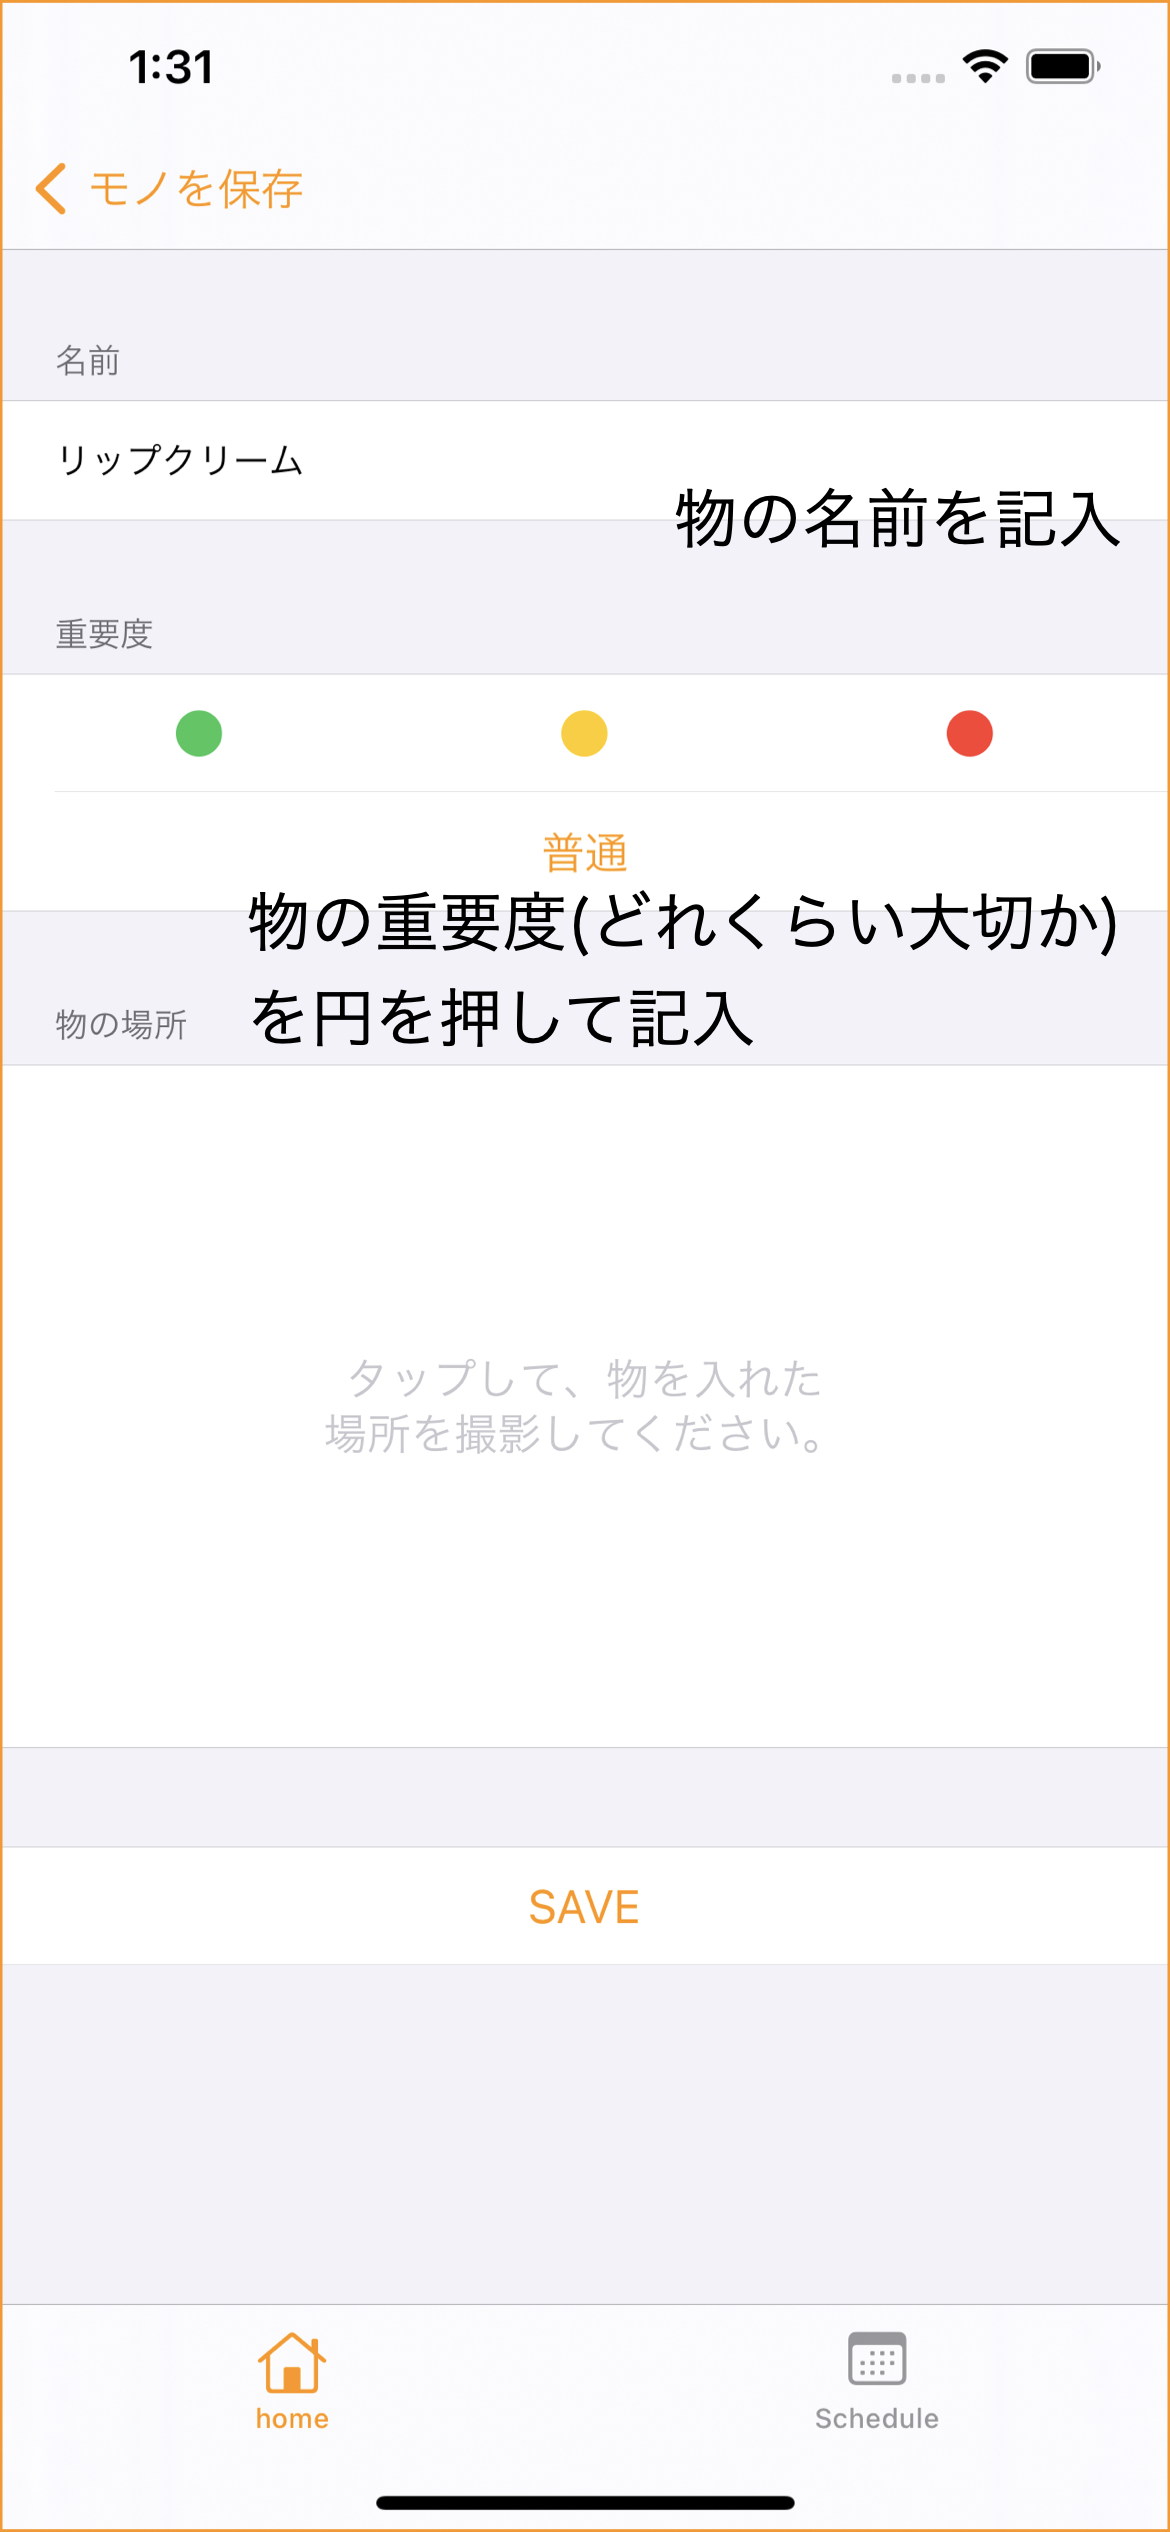 1:31
モノを保存
名前
リップクリーム
物の名前を記入
重要度
普通
物の重要度(どれくらい大切か)
を円を押して記入
物の場所
タップして、物を入れた
場所を撮影してください。
SAVE
home
Schedule